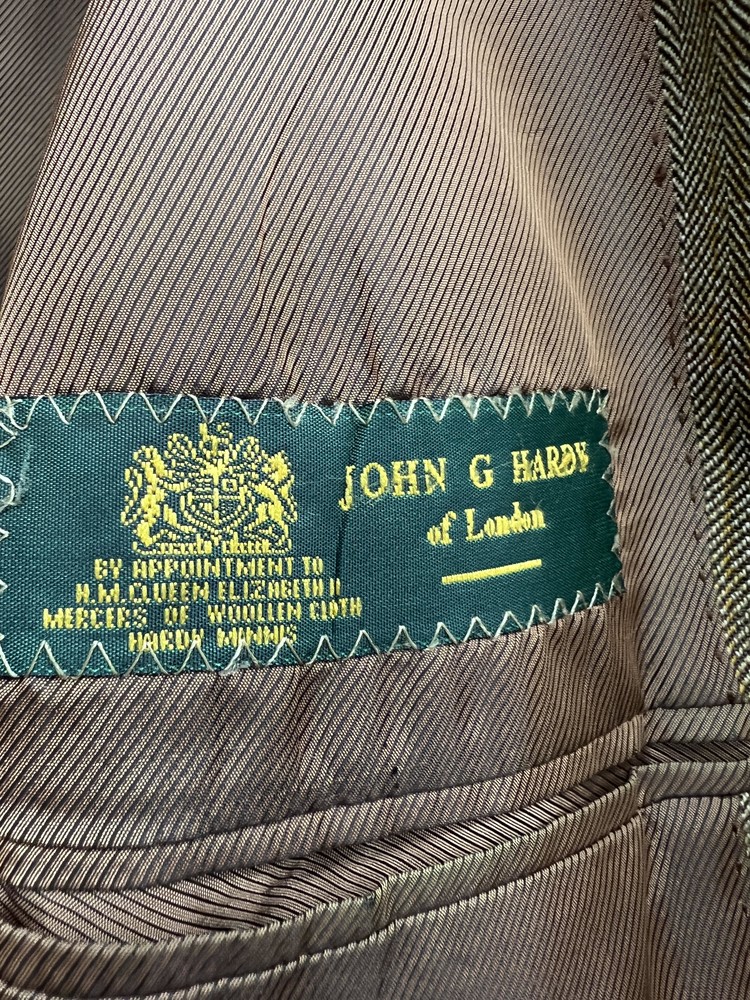 JOHN G HARDY
of London
BY APPOINTMENT TO
H.M. QUEEN ELIZABETH II
MERCERS OF WOOLLEN CLOTH
HARDY MINNIS